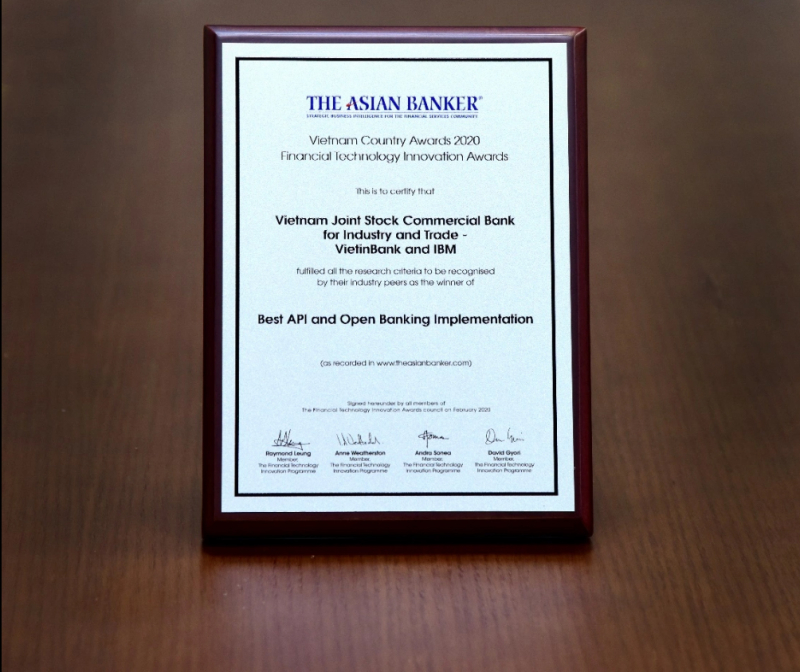 THE ASIAN BANKER®
STRATEGIC BUSINESS INTELLIGENCE FOR THE FINANCIAL SERVICES COMMUNITY
Vietnam Country Awards 2020
Financial Technology Innovation Awards
This is to certify that
Vietnam Joint Stock Commercial Bank
for Industry and Trade -
VietinBank and IBM
fulfilled all the research criteria to be recognised
by their industry peers as the winner of
Best API and Open Banking Implementation
(as recorded in www.theasianbanker.com)
Signed hereunder by all members of
The Financial Technology Innovation Awards council on February 2020
Raymond Leung
Member,
The Financial Technology
Innovation Programme
Anne Weatherston
Member,
The Financial Technology
Innovation Programme
Andra Sonea
Member,
The Financial Technology
Innovation Programme
David Gyori
Member,
The Financial Technology
Innovation Programme